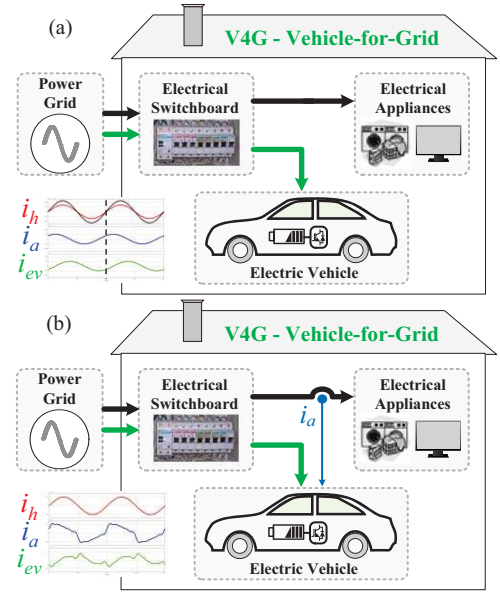 (a)
V4G - Vehicle-for-Grid
Power
Grid
Electrical
Switchboard
Electrical
Appliances
i_h
i_a
i_ev
Electric Vehicle
(b)
V4G - Vehicle-for-Grid
Power
Grid
Electrical
Switchboard
Electrical
Appliances
i_a
i_h
i_a
i_ev
Electric Vehicle